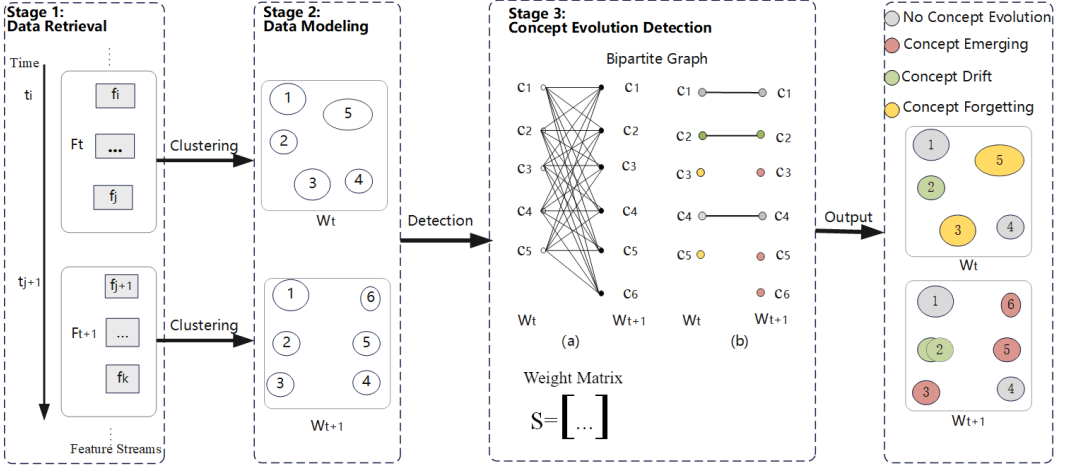 Stage 1:
Data Retrieval
Time
ti
fi
Ft
...
fj
tj+1
fj+1
Ft+1
...
fk
Feature Streams
Clustering
Clustering
Stage 2:
Data Modeling
1
5
2
3
4
Wt
1
6
2
5
3
4
Wt+1
Detection
Stage 3:
Concept Evolution Detection
Bipartite Graph
C1 C1 C1 C1
C2 C2 C2 C2
C3 C3 C3 C3
C4 C4 C4 C4
C5 C5 C5 C5
C6 C6
Wt Wt+1 Wt Wt+1
(a) (b)
Weight Matrix
S=[...]
Output
No Concept Evolution
Concept Emerging
Concept Drift
Concept Forgetting
1
5
2
3
4
Wt
1
6
2
5
3
4
Wt+1